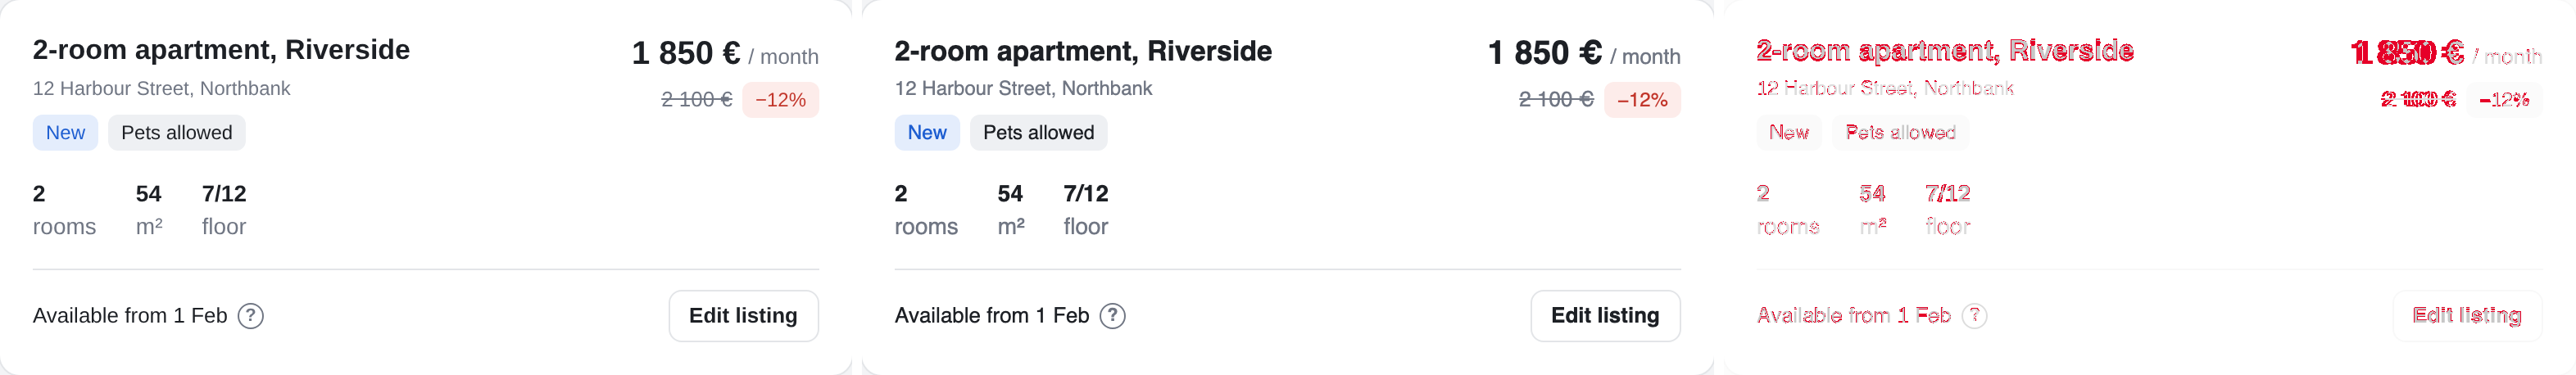 2-room apartment, Riverside
12 Harbour Street, Northbank
New Pets allowed
1 850 € / month
2 100 € −12%
2 54 7/12
rooms m² floor
Available from 1 Feb ?
Edit listing
2-room apartment, Riverside
12 Harbour Street, Northbank
New Pets allowed
1 850 € / month
2 100 € −12%
2 54 7/12
rooms m² floor
Available from 1 Feb ?
Edit listing
2-room apartment, Riverside
12 Harbour Street, Northbank
New Pets allowed
1 850 € / month
2 100 € −12%
2 54 7/12
rooms m² floor
Available from 1 Feb ?
Edit listing